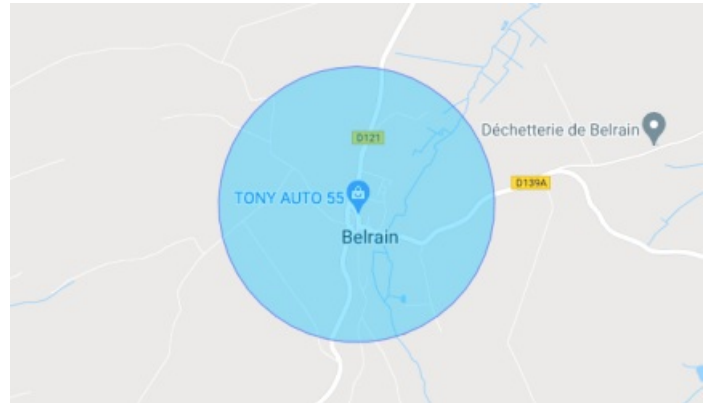 D121
Déchetterie de Belrain
D139A
TONY AUTO 55
Belrain